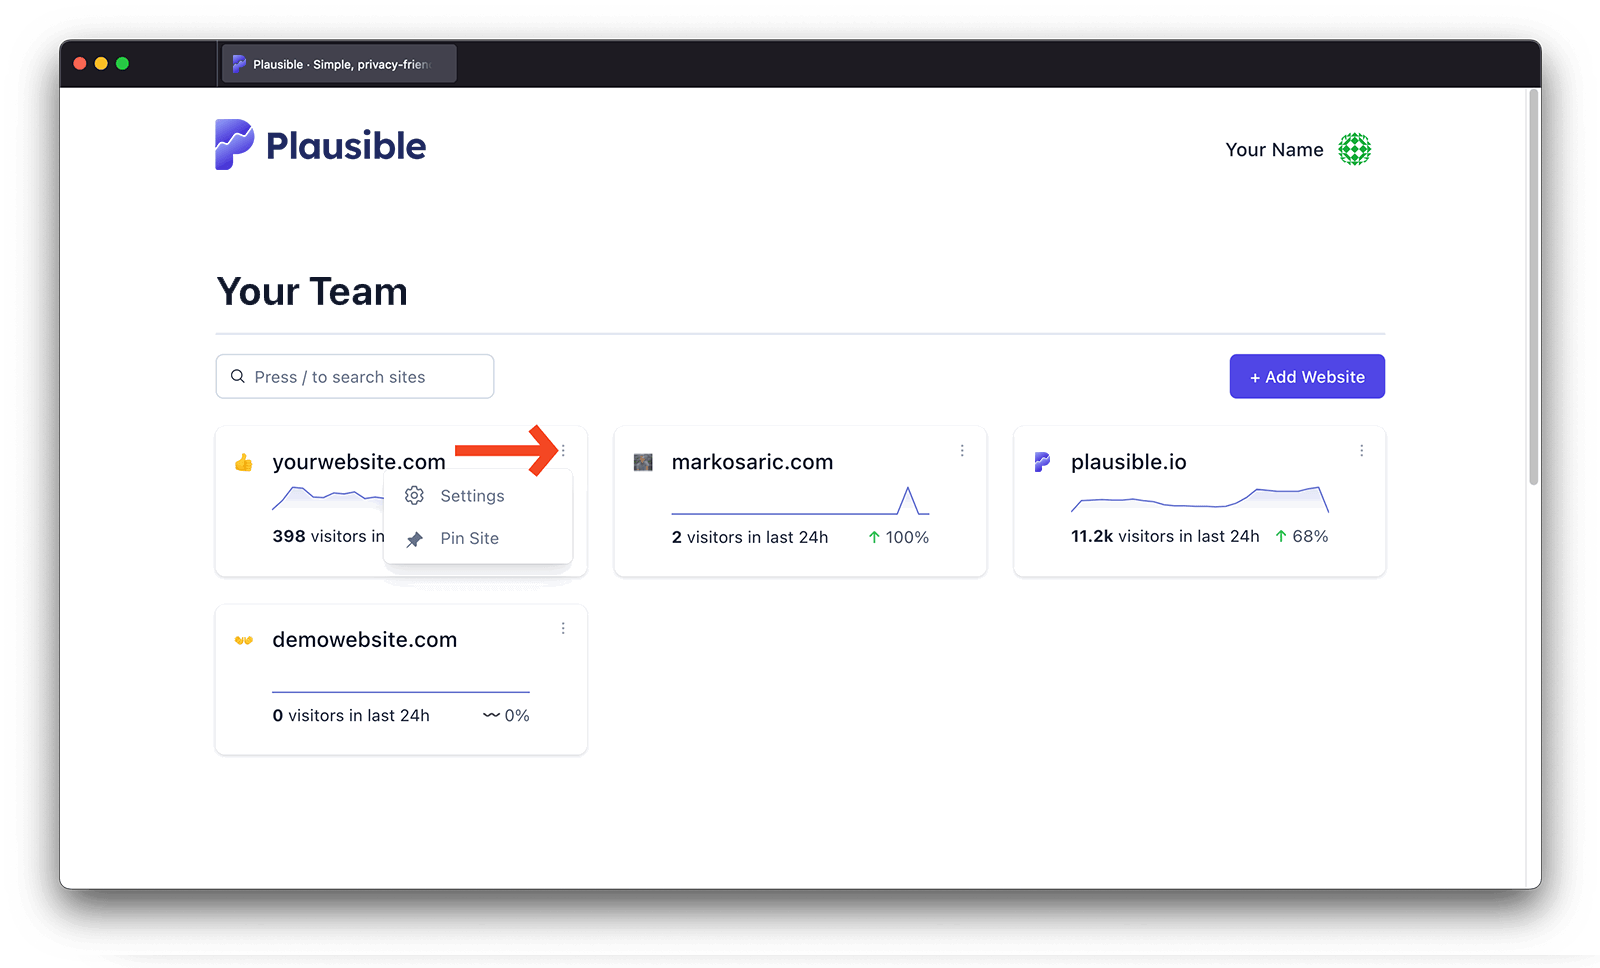 Plausible · Simple, privacy-frien
Plausible
Your Name
Your Team
Press / to search sites
+ Add Website
yourwebsite.com
Settings
398 visitors in
Pin Site
markosaric.com
2 visitors in last 24h
100%
plausible.io
11.2k visitors in last 24h
68%
demowebsite.com
0 visitors in last 24h
0%